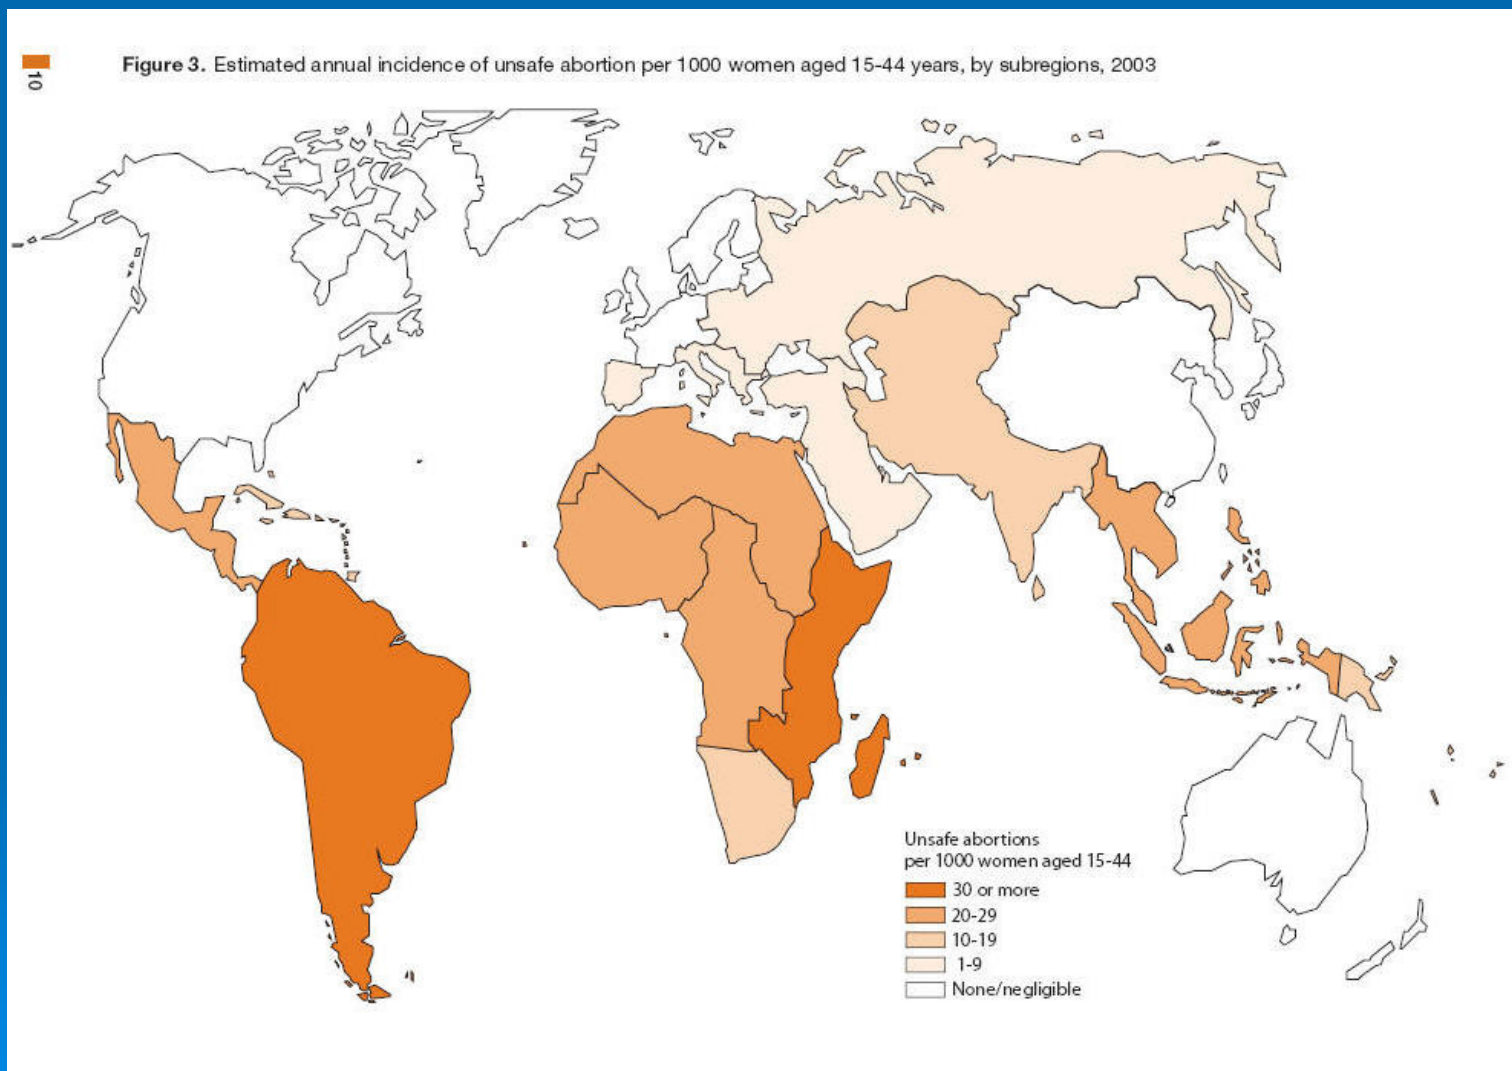 10
Figure 3. Estimated annual incidence of unsafe abortion per 1000 women aged 15-44 years, by subregions, 2003
Unsafe abortions
per 1000 women aged 15-44
30 or more
20-29
10-19
1-9
None/negligible